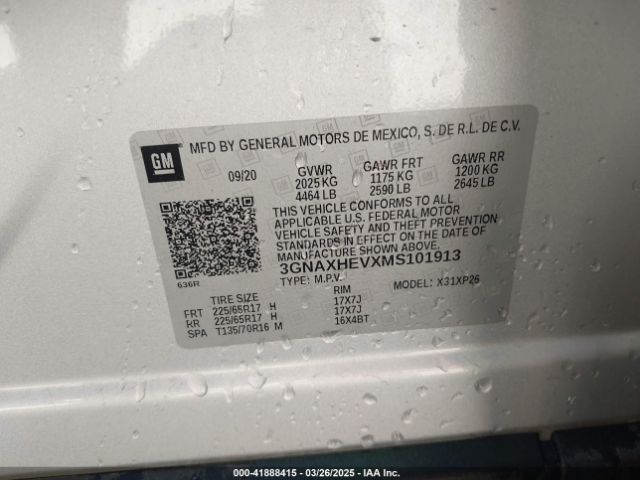 MFD BY GENERAL MOTORS DE MEXICO, S. DE R.L. DE C.V.
GM
09/20
GVWR GAWR FRT GAWR RR
2025 KG 1175 KG 1200 KG
4464 LB 2590 LB 2645 LB
THIS VEHICLE CONFORMS TO ALL
APPLICABLE U.S. FEDERAL MOTOR
VEHICLE SAFETY AND THEFT PREVENTION
STANDARDS IN EFFECT ON THE DATE OF
MANUFACTURE SHOWN ABOVE.
3GNAXHEVXMS101913
TYPE: M.P.V. MODEL: X31XP26
636R
TIRE SIZE RIM
FRT 225/65R17 H 17X7J
RR 225/65R17 H 17X7J
SPA T135/70R16 M 16X4BT
000-41888415 — 03/26/2025 — IAA Inc.